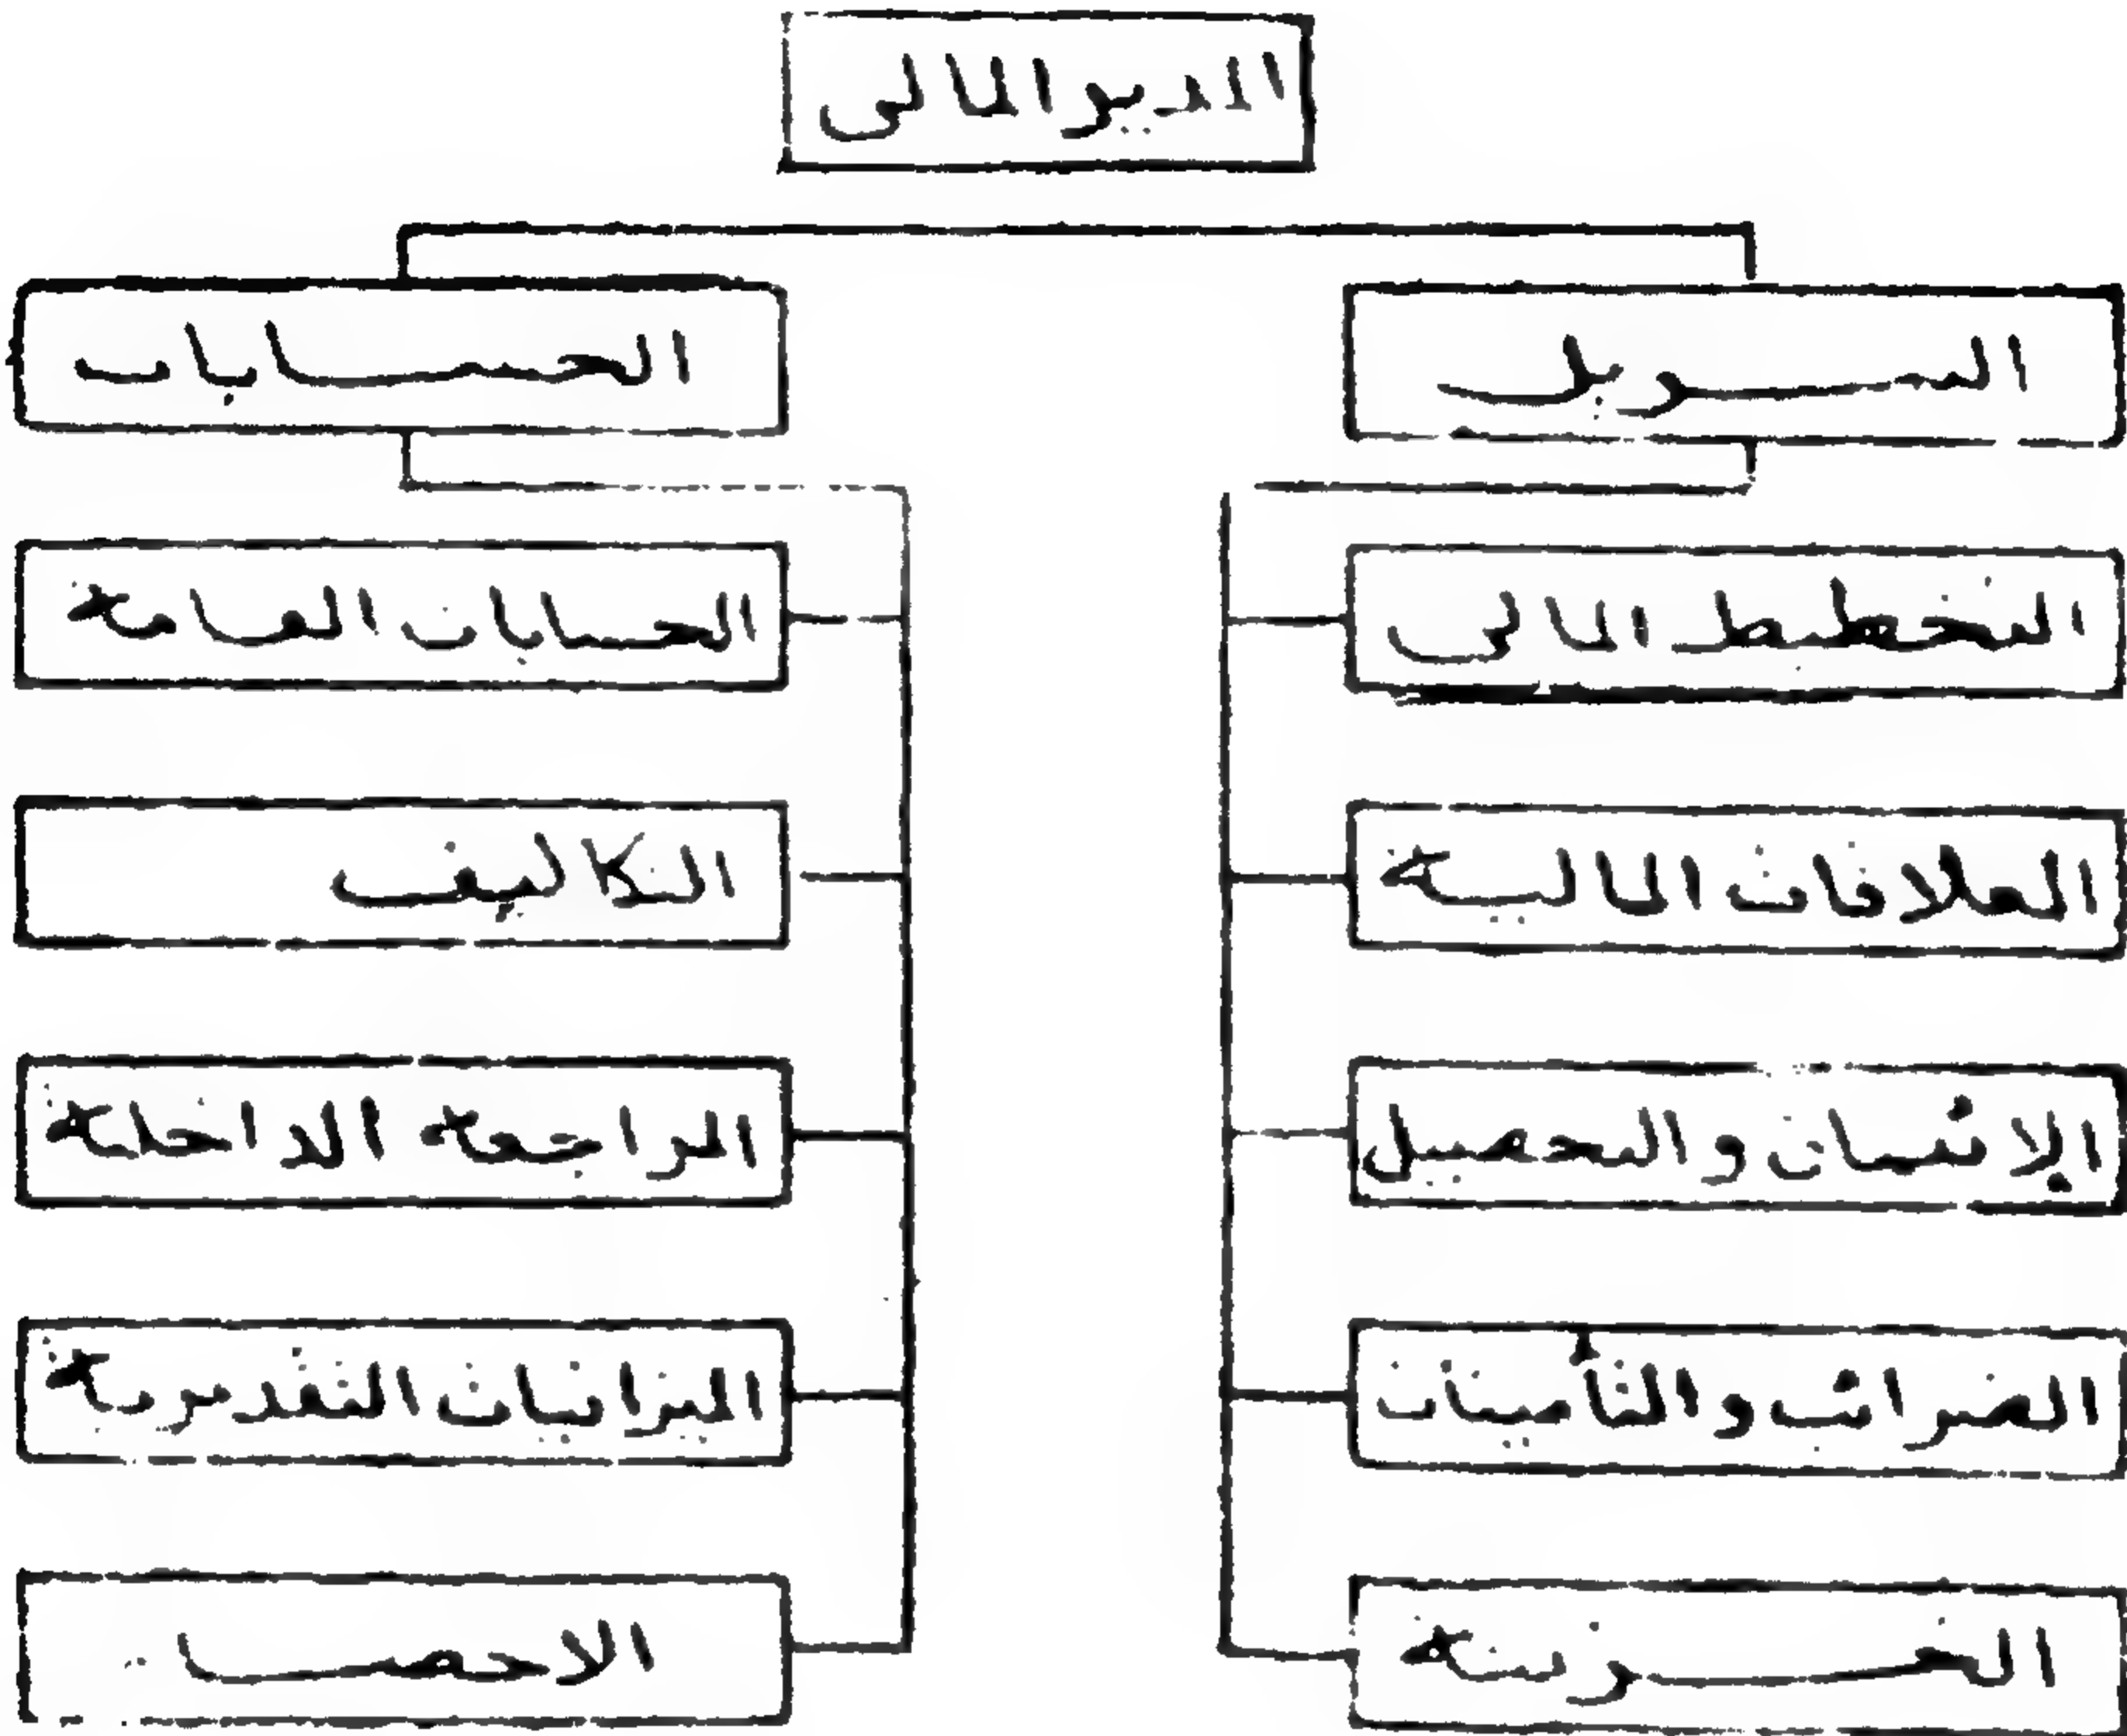 المدير المالى
التمويل
الحسابات
التخطيط المالى
الحسابات العامة
العلاقات المالية
التكاليف
الإئتمان والتحصيل
المراجعة الداخلة
الضرائب والتأمينات
الميزانيات التقديرية
الخزينة
الاحصاء